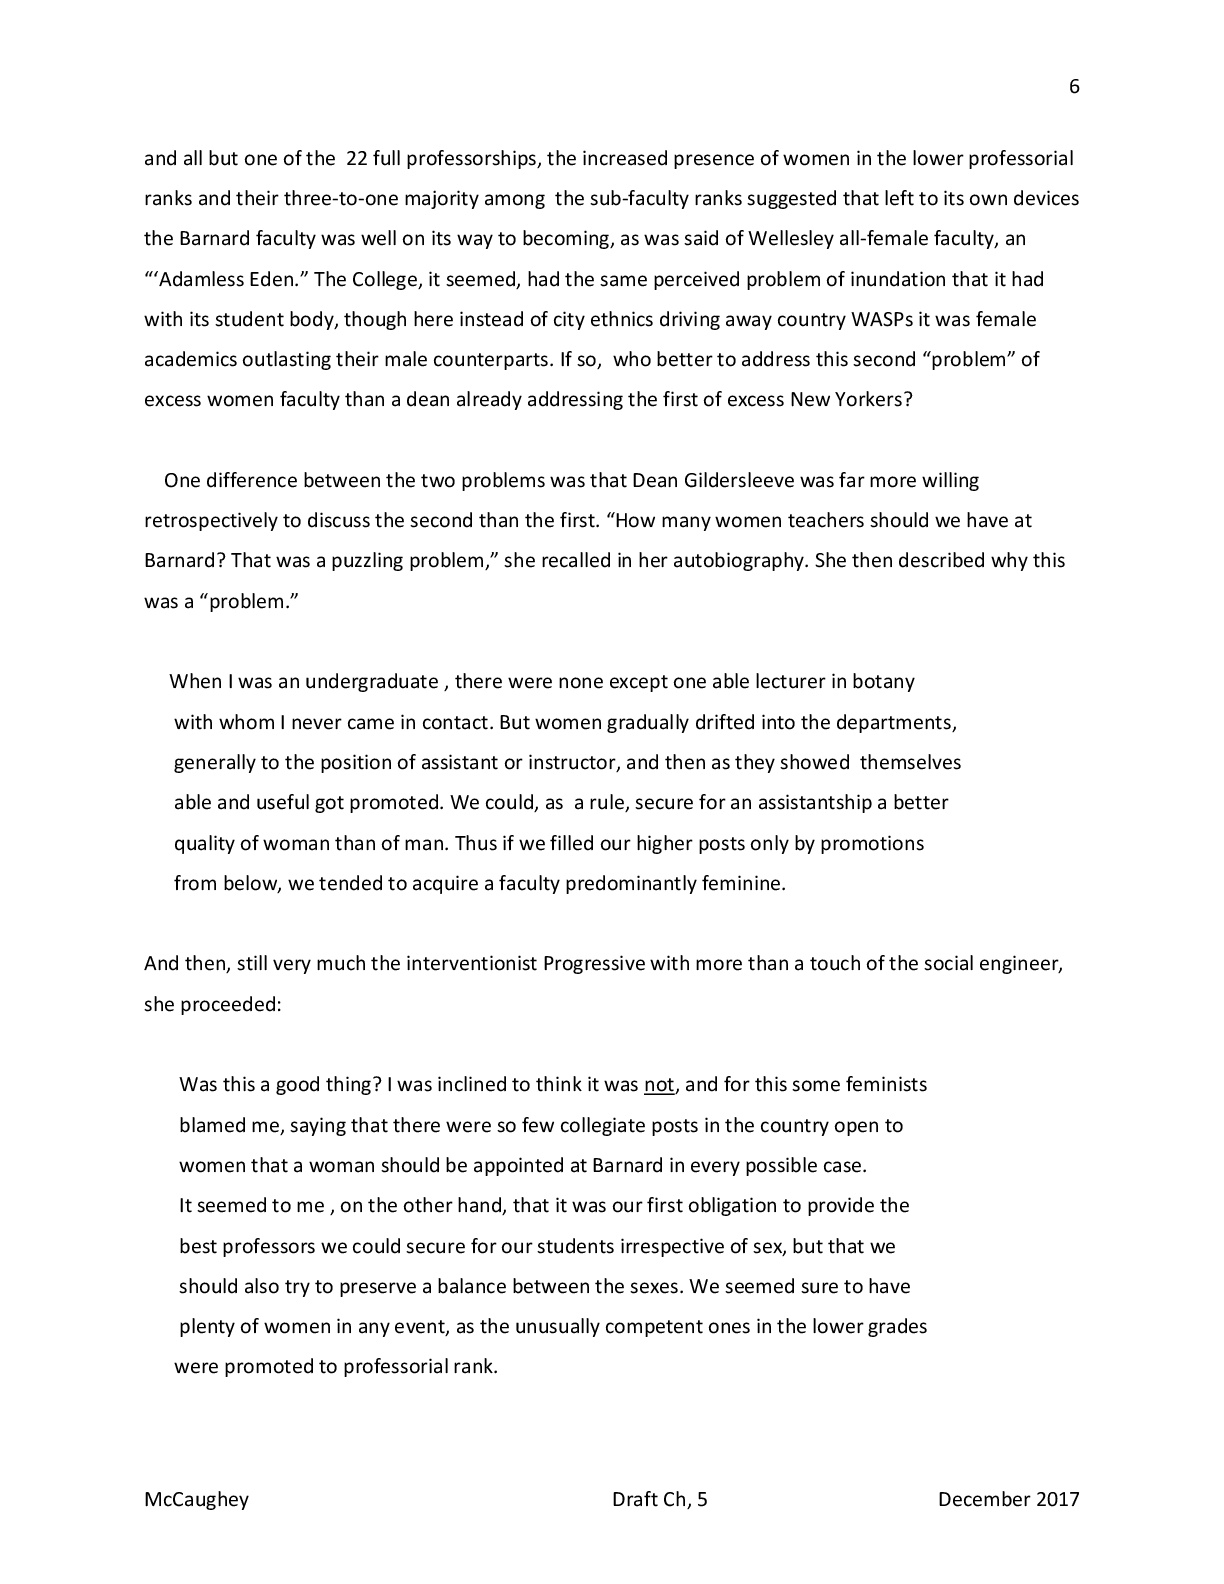 6
and all but one of the  22 full professorships, the increased presence of women in the lower professorial
ranks and their three-to-one majority among  the sub-faculty ranks suggested that left to its own devices
the Barnard faculty was well on its way to becoming, as was said of Wellesley all-female faculty, an
“‘Adamless Eden.” The College, it seemed, had the same perceived problem of inundation that it had
with its student body, though here instead of city ethnics driving away country WASPs it was female
academics outlasting their male counterparts. If so,  who better to address this second “problem” of
excess women faculty than a dean already addressing the first of excess New Yorkers?
One difference between the two problems was that Dean Gildersleeve was far more willing
retrospectively to discuss the second than the first. “How many women teachers should we have at
Barnard? That was a puzzling problem,” she recalled in her autobiography. She then described why this
was a “problem.”
When I was an undergraduate , there were none except one able lecturer in botany
with whom I never came in contact. But women gradually drifted into the departments,
generally to the position of assistant or instructor, and then as they showed  themselves
able and useful got promoted. We could, as  a rule, secure for an assistantship a better
quality of woman than of man. Thus if we filled our higher posts only by promotions
from below, we tended to acquire a faculty predominantly feminine.
And then, still very much the interventionist Progressive with more than a touch of the social engineer,
she proceeded:
Was this a good thing? I was inclined to think it was not, and for this some feminists
blamed me, saying that there were so few collegiate posts in the country open to
women that a woman should be appointed at Barnard in every possible case.
It seemed to me , on the other hand, that it was our first obligation to provide the
best professors we could secure for our students irrespective of sex, but that we
should also try to preserve a balance between the sexes. We seemed sure to have
plenty of women in any event, as the unusually competent ones in the lower grades
were promoted to professorial rank.
McCaughey Draft Ch, 5 December 2017